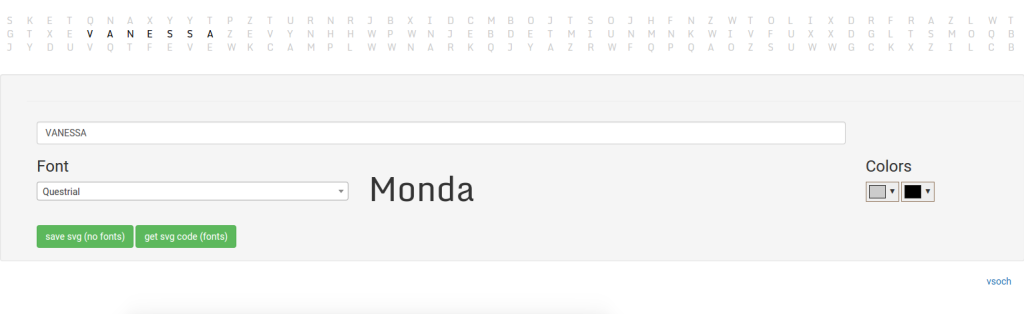 S K E T Q N A X Y Y T P Z T U R N R J B X I D C M B O J T S O J H F N Z W T O L I X D R F R A Z L W T
G T X E V A N E S S A Z E V Y N H H W P W N J E B D E T M I U N M N K W I V F U X X D G L T S M O Q B
J Y D U V Q T F E V E W K C A M P L W W N A R K Q J Y A Z R W F Q P Q A O Z S U W W G C K X Z I L C B
VANESSA
Font
Colors
Questrial
Monda
save svg (no fonts) get svg code (fonts)
vsoch